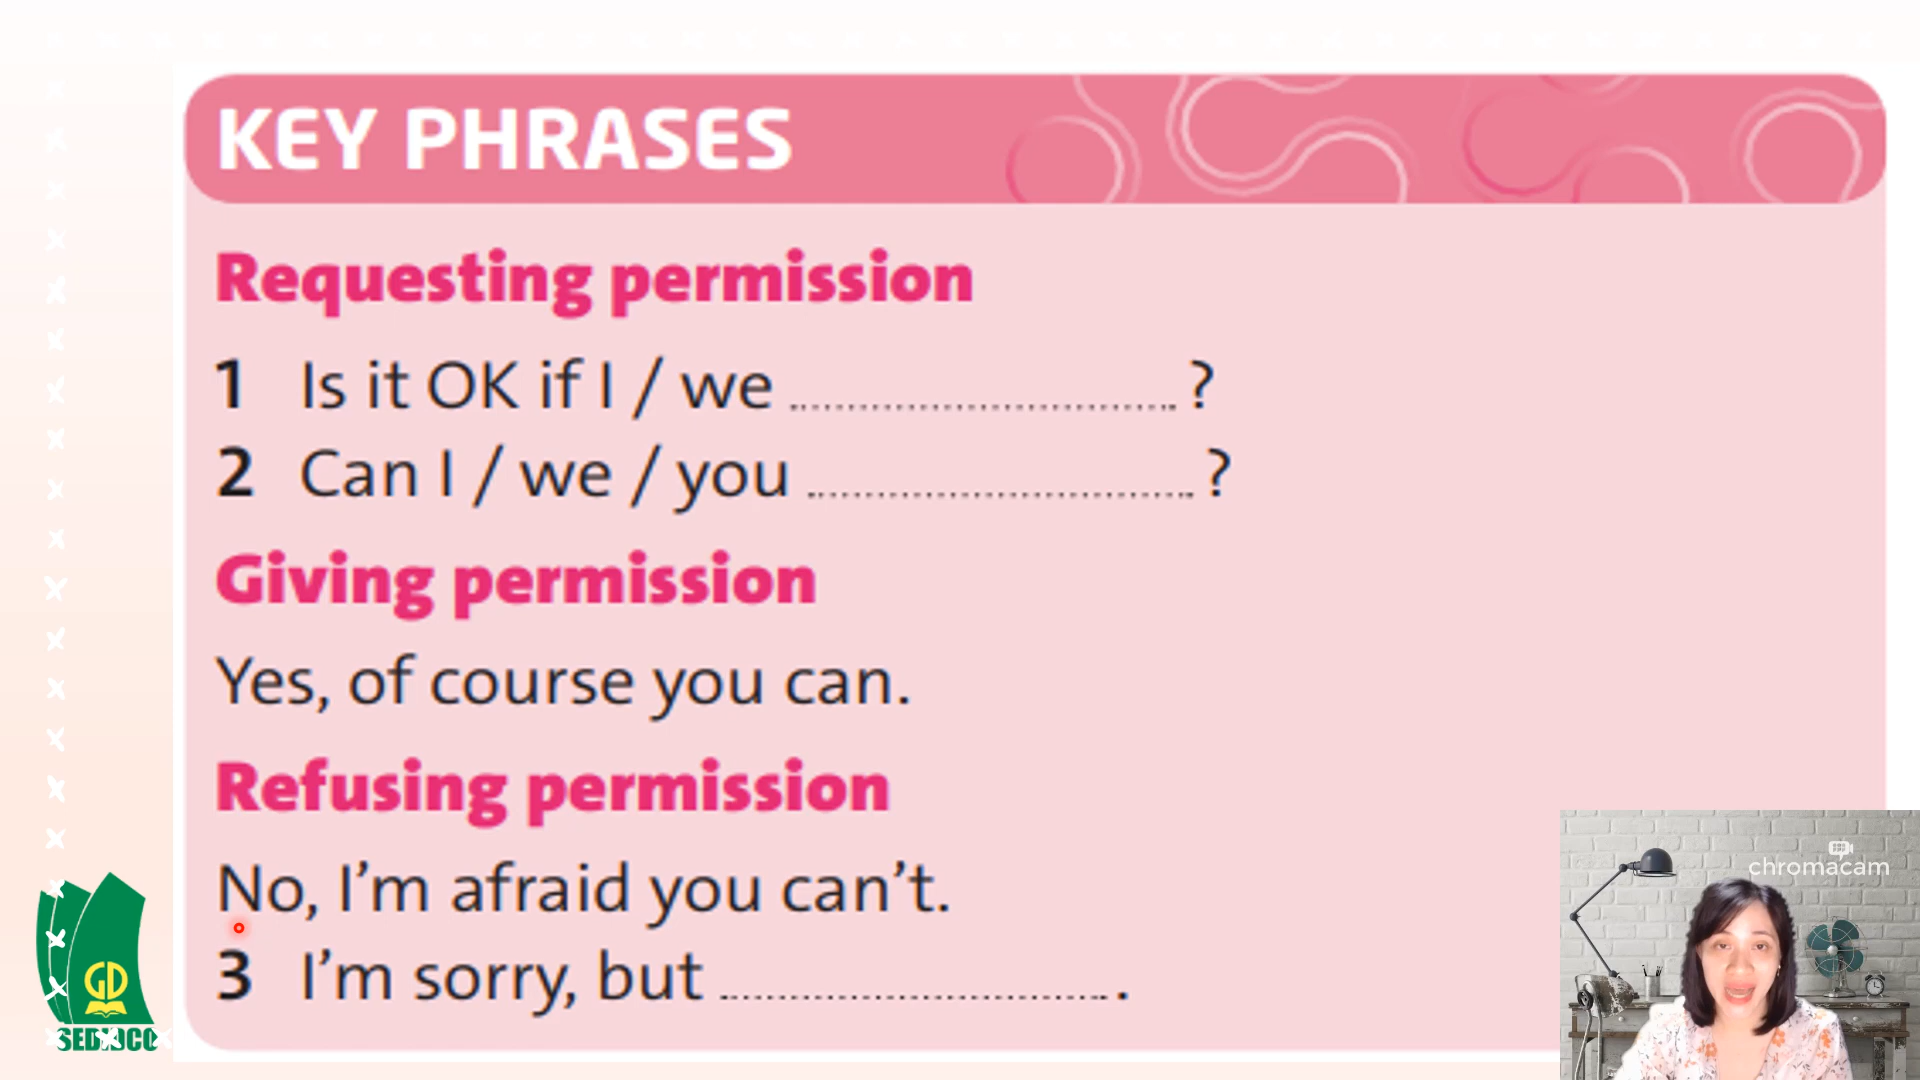 KEY PHRASES
Requesting permission
1 Is it OK if I / we ........................................ ?
2 Can I / we / you ........................................ ?
Giving permission
Yes, of course you can.
Refusing permission
No, I'm afraid you can't.
3 I'm sorry, but ........................................ .
chromacam
GD